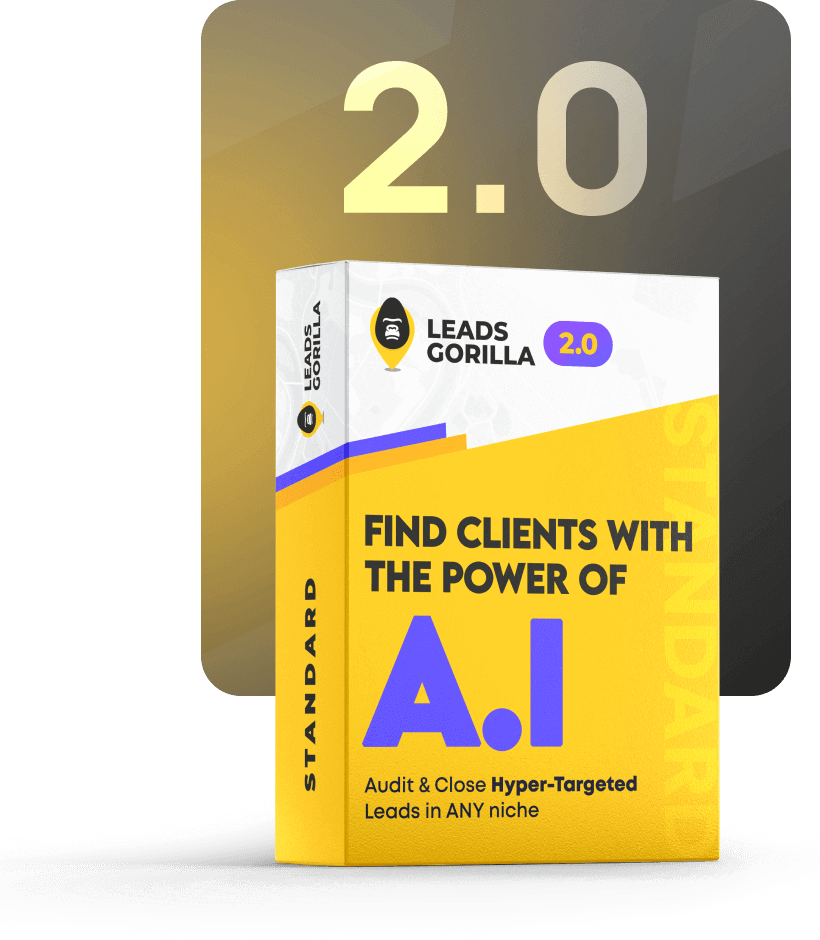 2.0
LEADS
GORILLA
2.0
LEADS
GORILLA
STANDARD
FIND CLIENTS WITH
THE POWER OF
A.I
Audit & Close Hyper-Targeted
Leads in ANY niche
STANDARD